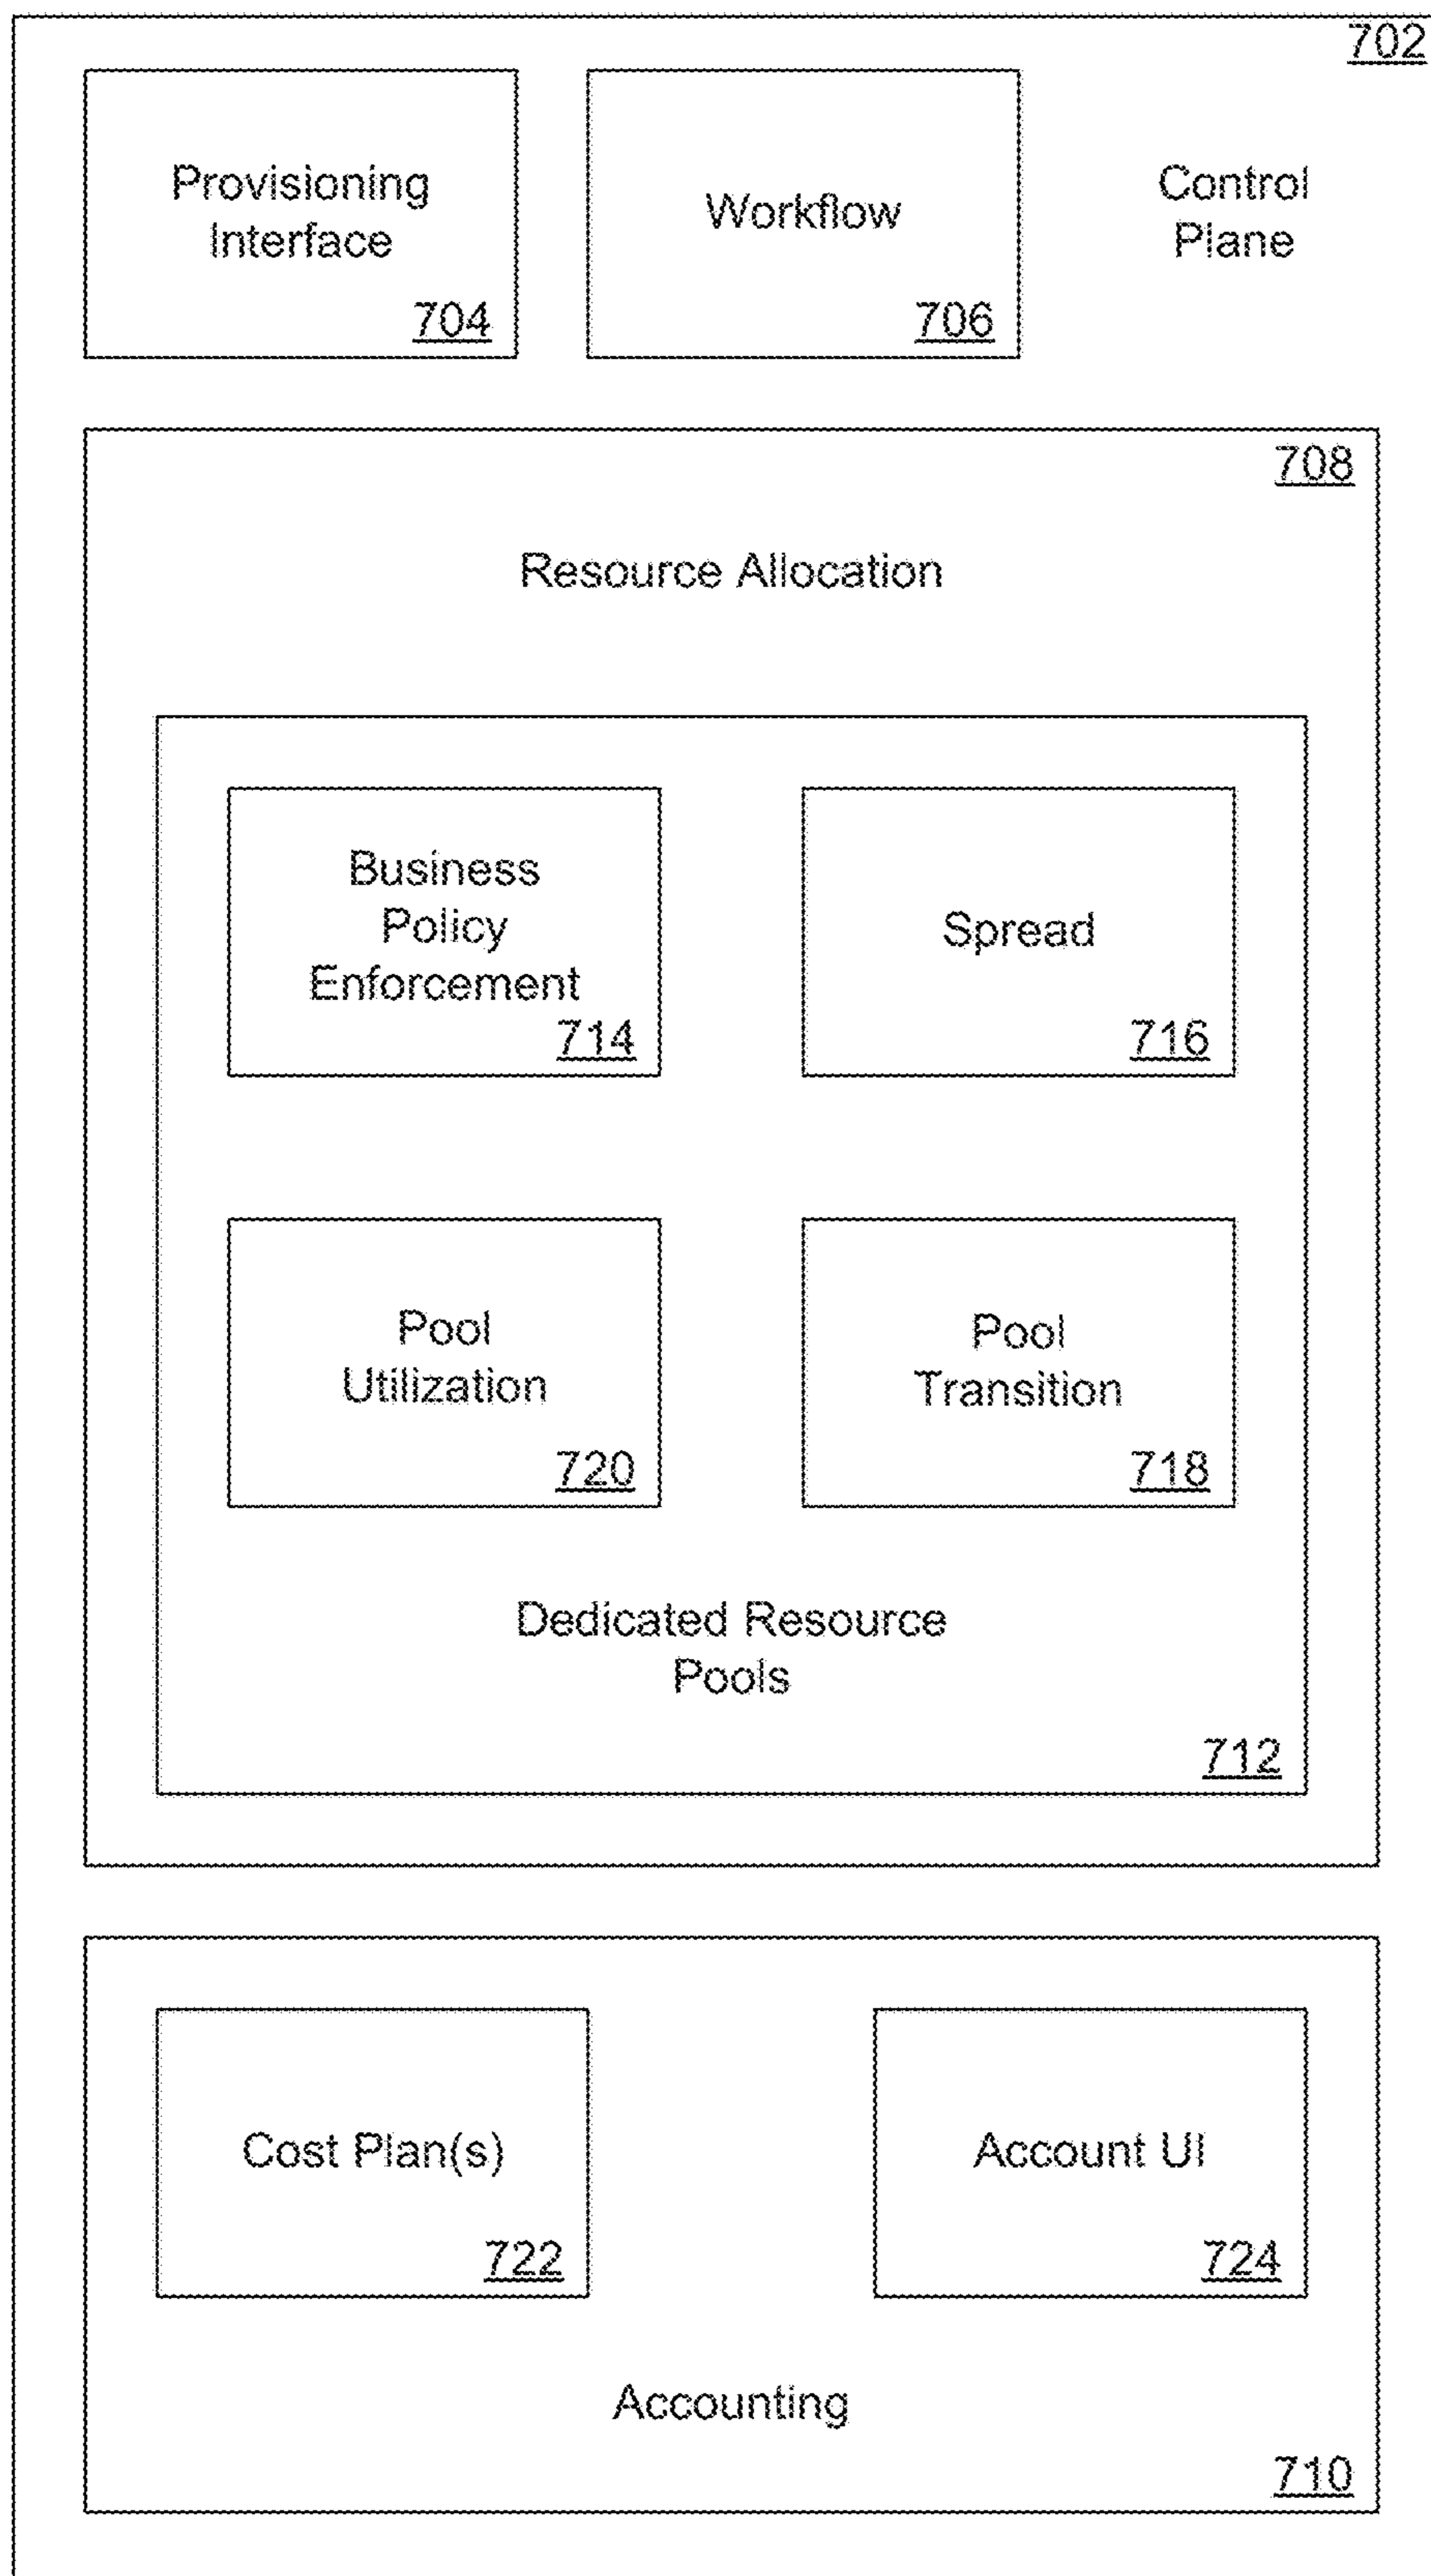 702
Provisioning
Interface
704
Workflow
706
Control
Plane
708
Resource Allocation
Business
Policy
Enforcement
714
Spread
716
Pool
Utilization
720
Pool
Transition
718
Dedicated Resource
Pools
712
Cost Plan(s)
722
Account UI
724
Accounting
710